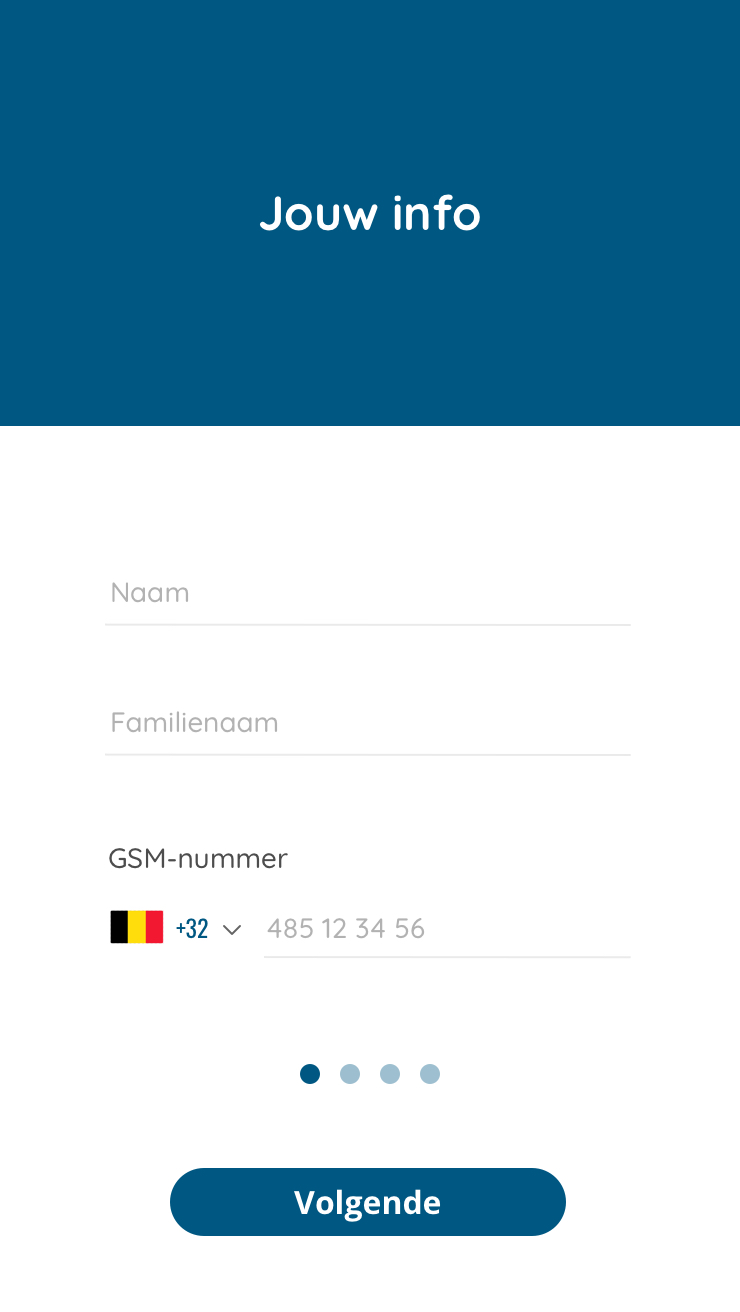 Jouw info
Naam
Familienaam
GSM-nummer
+32 485 12 34 56
Volgende